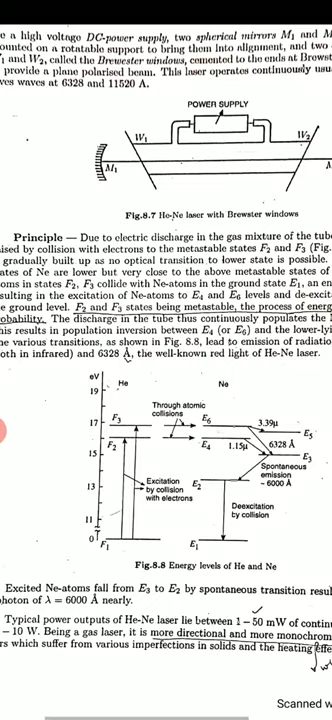 e a high voltage DC-power supply, two spherical mirrors M1 and M
ounted on a rotatable support to bring them into alignment, and two
1 and W2, called the Brewester windows, cemented to the ends at Browst
provide a plane polarised beam. This laser operates continuously usu
ves waves at 6328 and 11520 A.
POWER SUPPLY
W1
W2
M1
Fig.8.7 He-Ne laser with Brewster windows
Principle — Due to electric discharge in the gas mixture of the tube
ised by collision with electrons to the metastable states F2 and F3 (Fig.
gradually built up as no optical transition to lower state is possible.
ates of Ne are lower but very close to the above metastable states of
oms in states F2, F3 collide with Ne-atoms in the ground state E1, an en
sulting in the excitation of Ne-atoms to E4 and E6 levels and de-excit
e ground level. F2 and F3 states being metastable, the process of energ
obability. The discharge in the tube thus continuously populates the
his results in population inversion between E4 (or E6) and the lower-lyi
he various transitions, as shown in Fig. 8.8, lead to emission of radiatio
oth in infrared) and 6328 Å, the well-known red light of He-Ne laser.
eV
He
Ne
19
Through atomic
collisions
17
F3
E6
3.39μ
E5
F2
E4
1.15μ
6328 Å
15
E3
Spontaneous
emission
~ 6000 Å
Excitation
by collision
with electrons
E2
13
Deexcitation
by collision
11
0
F1
E1
Fig.8.8 Energy levels of He and Ne
Excited Ne-atoms fall from E3 to E2 by spontaneous transition resul
photon of λ = 6000 Å nearly.
Typical power outputs of He-Ne laser lie between 1 – 50 mW of contin
– 10 W. Being a gas laser, it is more directional and more monochrom
rs which suffer from various imperfections in solids and the heating effe
Scanned w